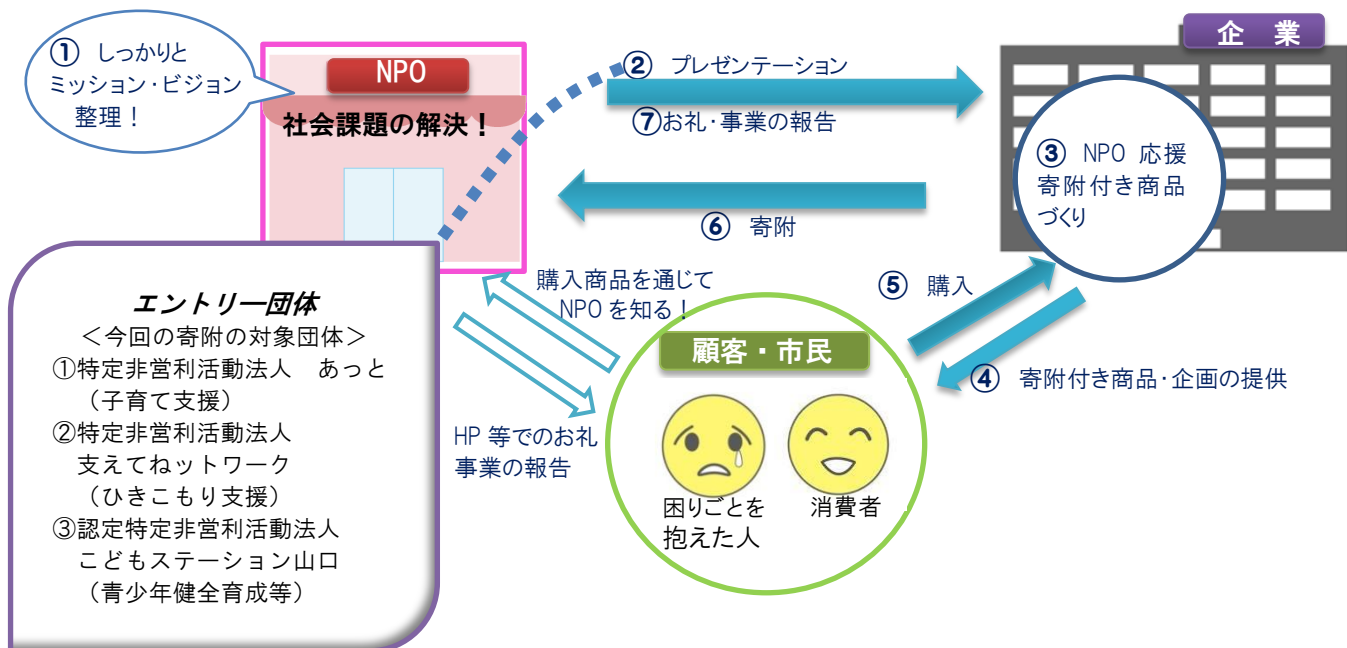 ① しっかりと
ミッション・ビジョン
整理！
NPO
社会課題の解決！
② プレゼンテーション
⑦お礼・事業の報告
企 業
③ NPO 応援
寄附付き商品
づくり
⑥ 寄附
購入商品を通じて
NPO を知る！
⑤ 購入
④ 寄附付き商品・企画の提供
顧客・市民
困りごとを
抱えた人
消費者
HP 等でのお礼
事業の報告
エントリー団体
＜今回の寄附の対象団体＞
①特定非営利活動法人 あっと
（子育て支援）
②特定非営利活動法人
支えてねットワーク
（ひきこもり支援）
③認定特定非営利活動法人
こどもステーション山口
（青少年健全育成等）